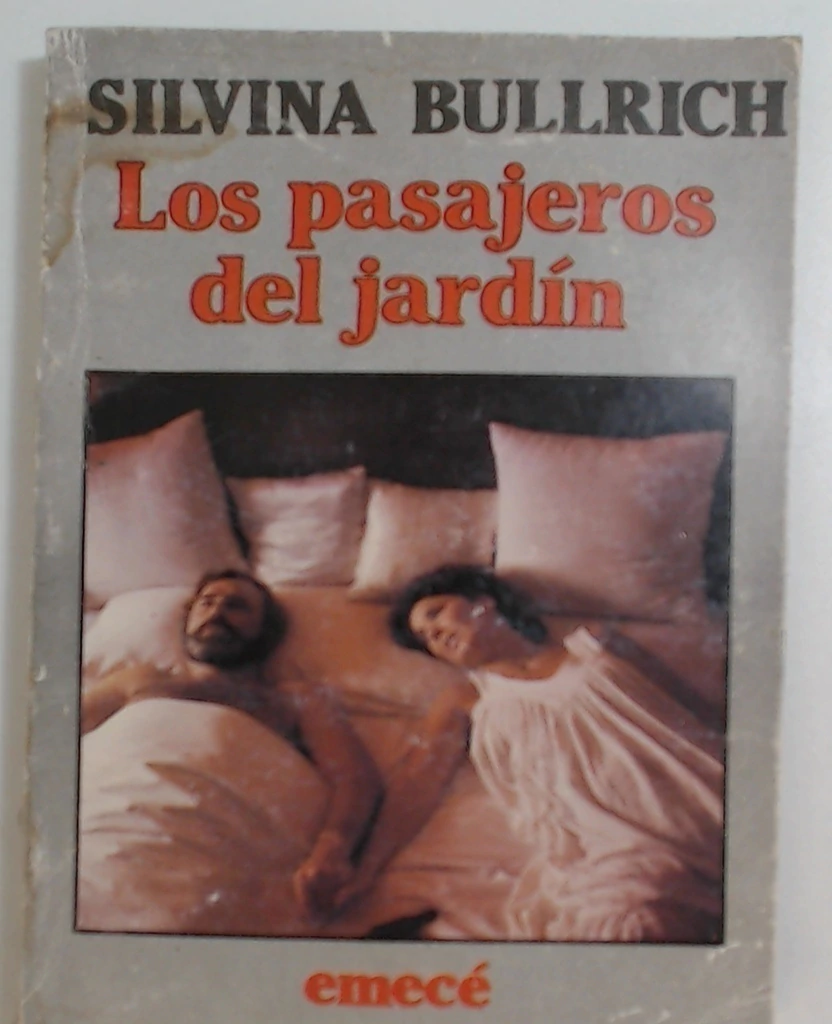 SILVINA BULLRICH
Los pasajeros
del jardín
emecé